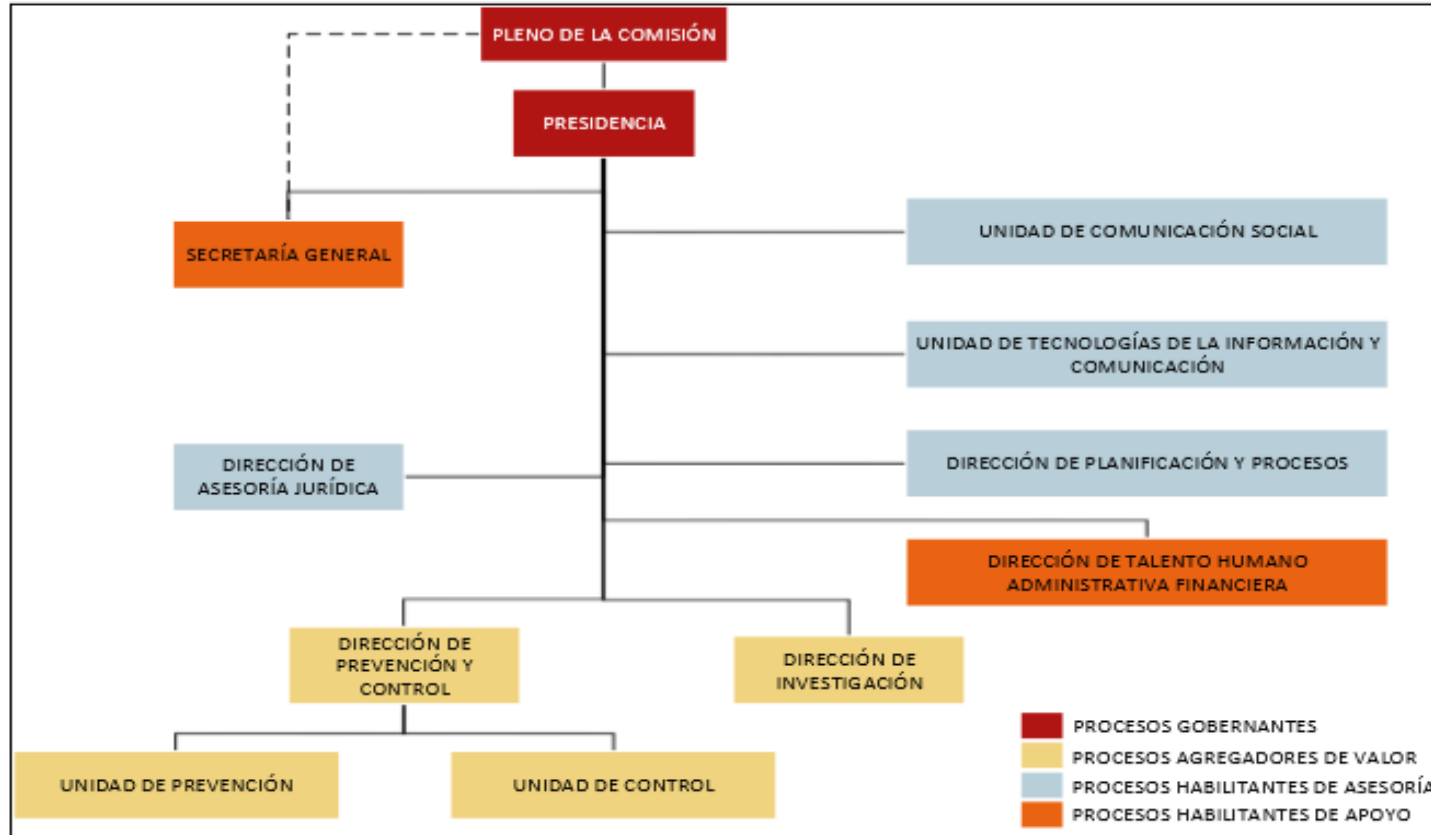 PLENO DE LA COMISIÓN
PRESIDENCIA
SECRETARÍA GENERAL
UNIDAD DE COMUNICACIÓN SOCIAL
UNIDAD DE TECNOLOGÍAS DE LA INFORMACIÓN Y
COMUNICACIÓN
DIRECCIÓN DE
ASESORÍA JURÍDICA
DIRECCIÓN DE PLANIFICACIÓN Y PROCESOS
DIRECCIÓN DE TALENTO HUMANO
ADMINISTRATIVA FINANCIERA
DIRECCIÓN DE
PREVENCIÓN Y
CONTROL
DIRECCIÓN DE
INVESTIGACIÓN
UNIDAD DE PREVENCIÓN
UNIDAD DE CONTROL
PROCESOS GOBERNANTES
PROCESOS AGREGADORES DE VALOR
PROCESOS HABILITANTES DE ASESORÍA
PROCESOS HABILITANTES DE APOYO